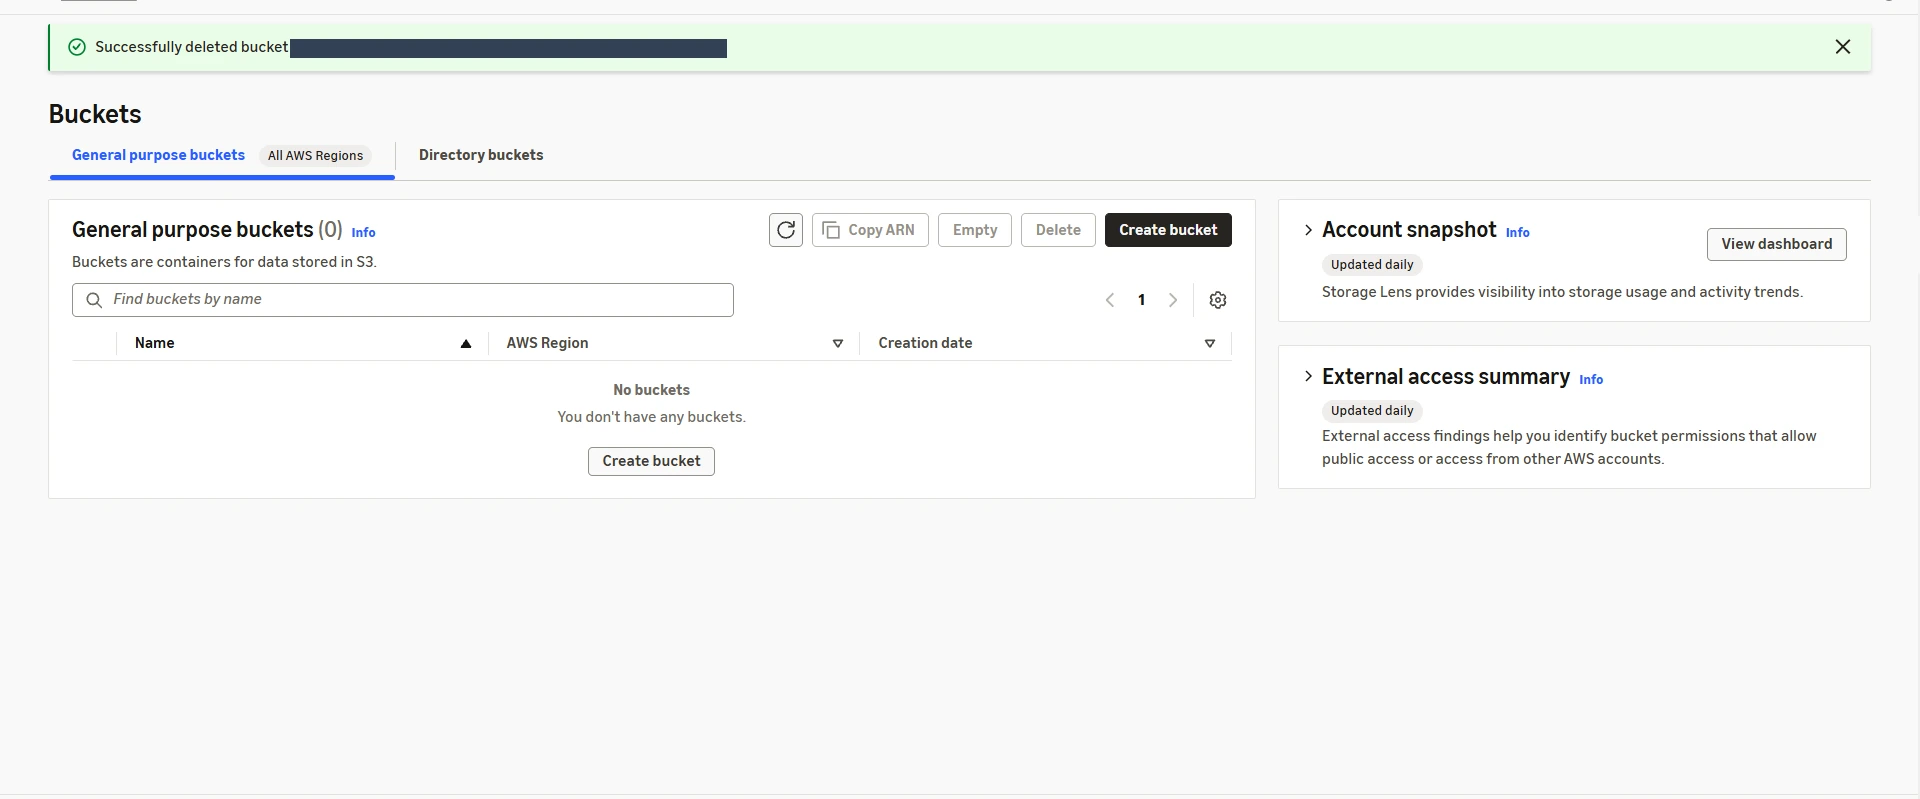 Successfully deleted bucket
Buckets
General purpose buckets All AWS Regions Directory buckets
General purpose buckets (0) Info
Copy ARN Empty Delete Create bucket
Buckets are containers for data stored in S3.
Find buckets by name
1
Name AWS Region Creation date
No buckets
You don't have any buckets.
Create bucket
Account snapshot Info
View dashboard
Updated daily
Storage Lens provides visibility into storage usage and activity trends.
External access summary Info
Updated daily
External access findings help you identify bucket permissions that allow
public access or access from other AWS accounts.